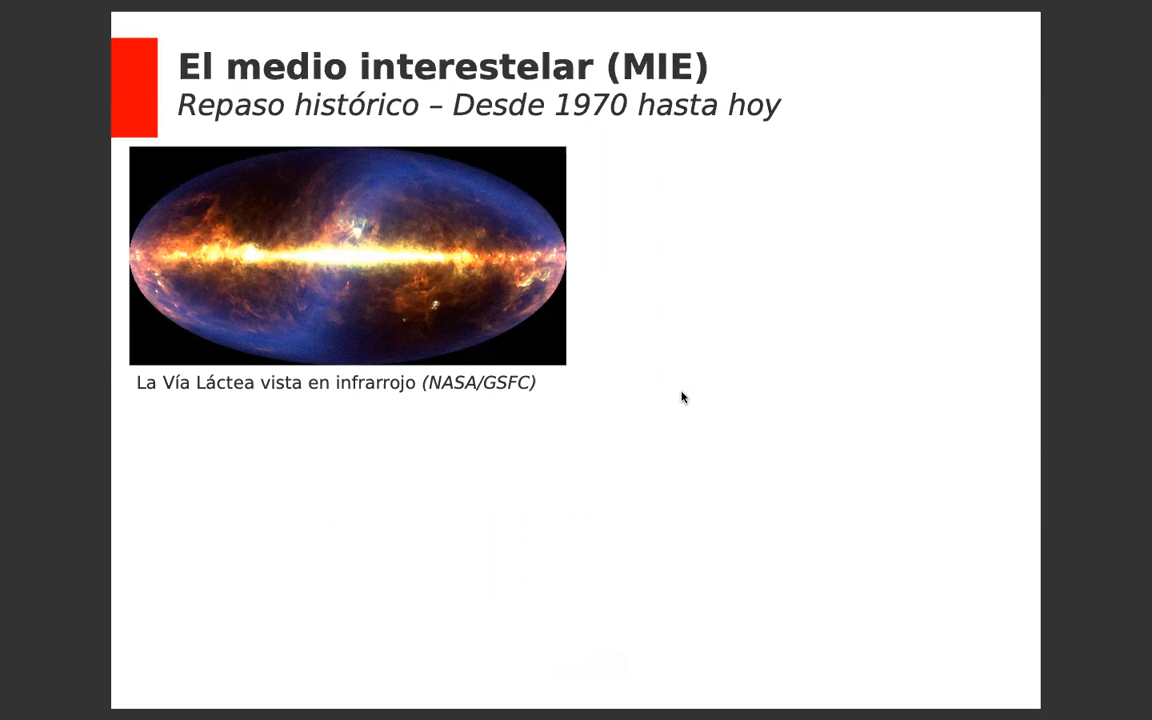 El medio interestelar (MIE)
Repaso histórico – Desde 1970 hasta hoy
La Vía Láctea vista en infrarrojo (NASA/GSFC)